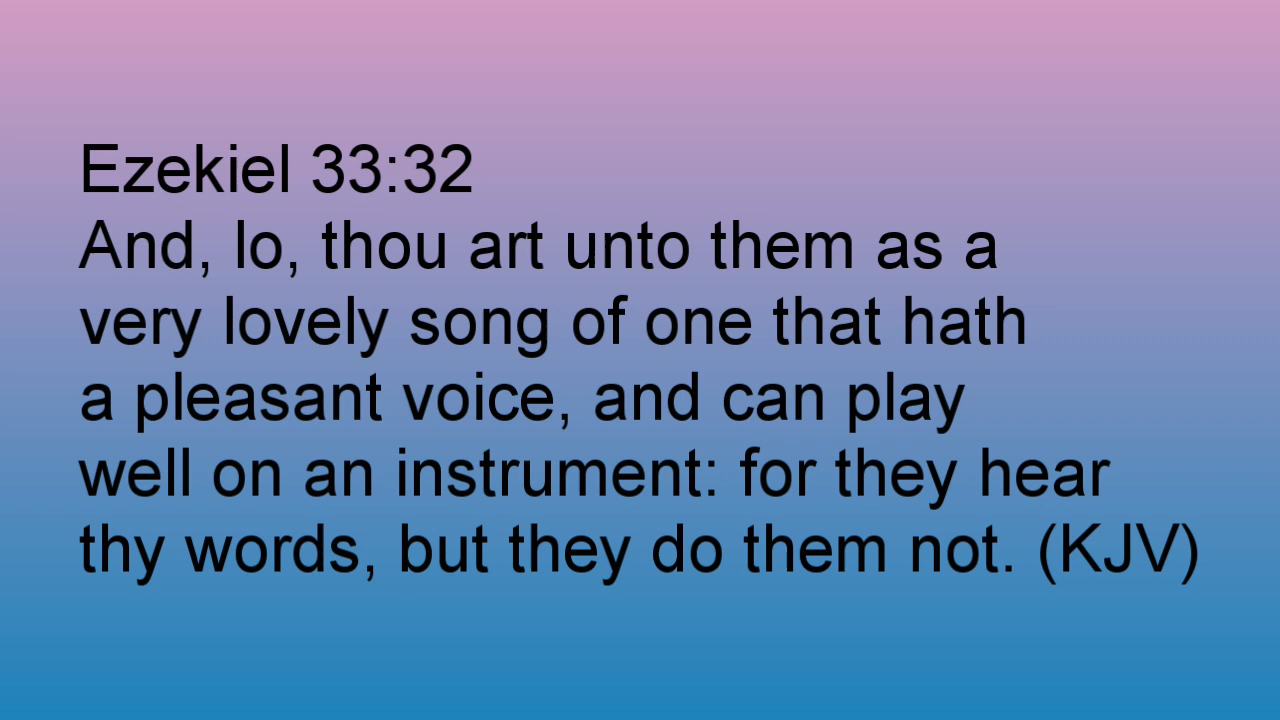 Ezekiel 33:32
And, lo, thou art unto them as a
very lovely song of one that hath
a pleasant voice, and can play
well on an instrument: for they hear
thy words, but they do them not. (KJV)